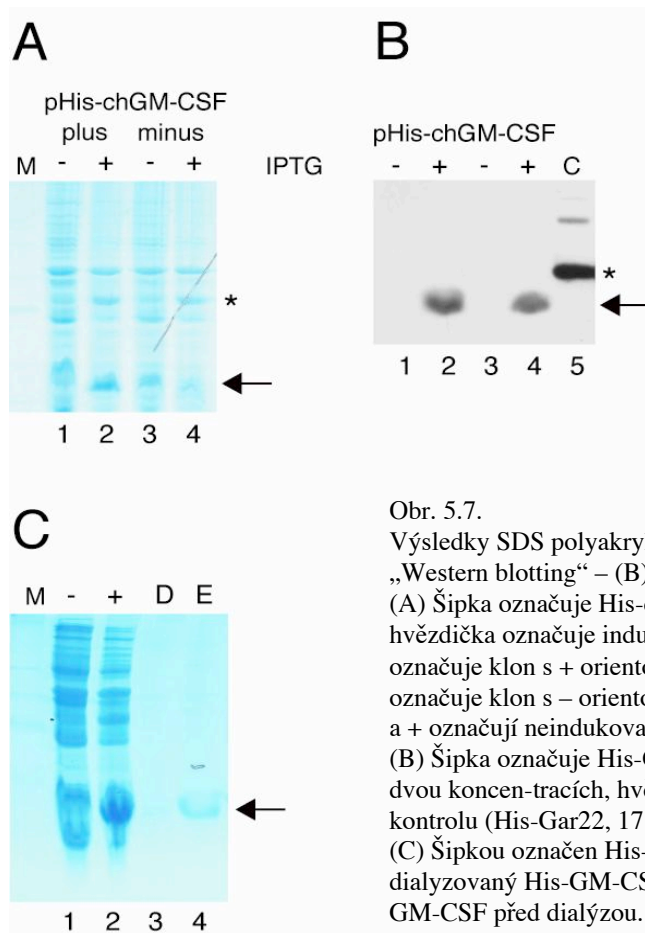 A
pHis-chGM-CSF
plus minus
M - + - + IPTG
*
1 2 3 4
B
pHis-chGM-CSF
- + - + C
*
1 2 3 4 5
C
M - + D E
1 2 3 4
Obr. 5.7.
Výsledky SDS polyakry
„Western blotting“ – (B)
(A) Šipka označuje His-
hvězdička označuje indu
označuje klon s + oriento
označuje klon s – oriento
a + označují neindukova
(B) Šipka označuje His-
dvou koncen-tracích, hv
kontrolu (His-Gar22, 17
(C) Šipkou označen His-
dialyzovaný His-GM-CS
GM-CSF před dialýzou.